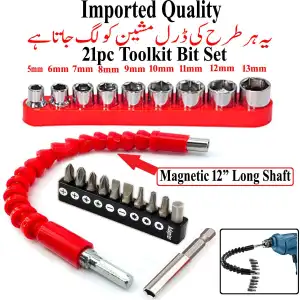 Imported Quality
یہ ہر طرح کی ڈرل مشین کو لگ جاتا ہے
21pc Toolkit Bit Set
5mm 6mm 7mm 8mm 9mm 10mm 11mm 12mm 13mm
Magnetic 12” Long Shaft